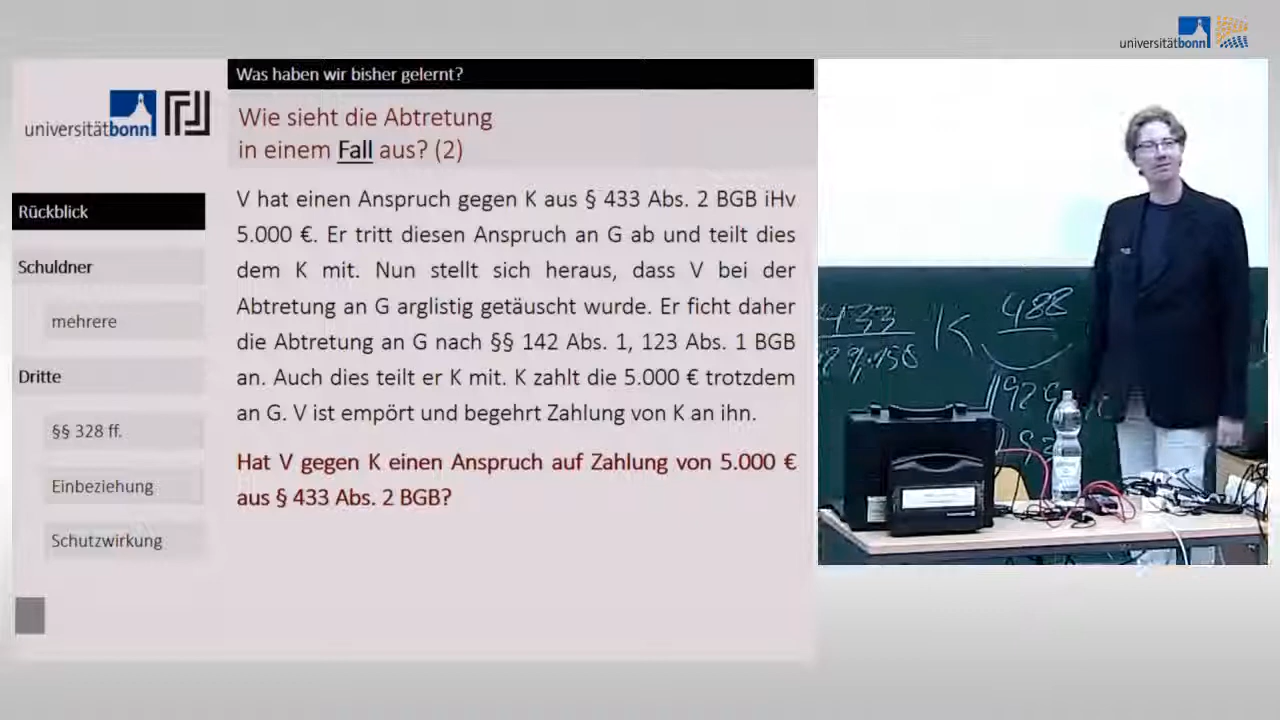 universitätbonn
Was haben wir bisher gelernt?
universitätbonn
Wie sieht die Abtretung
in einem Fall aus? (2)
Rückblick
Schuldner
mehrere
Dritte
§§ 328 ff.
Einbeziehung
Schutzwirkung
V hat einen Anspruch gegen K aus § 433 Abs. 2 BGB iHv
5.000 €. Er tritt diesen Anspruch an G ab und teilt dies
dem K mit. Nun stellt sich heraus, dass V bei der
Abtretung an G arglistig getäuscht wurde. Er ficht daher
die Abtretung an G nach §§ 142 Abs. 1, 123 Abs. 1 BGB
an. Auch dies teilt er K mit. K zahlt die 5.000 € trotzdem
an G. V ist empört und begehrt Zahlung von K an ihn.
Hat V gegen K einen Anspruch auf Zahlung von 5.000 €
aus § 433 Abs. 2 BGB?
433 K 488